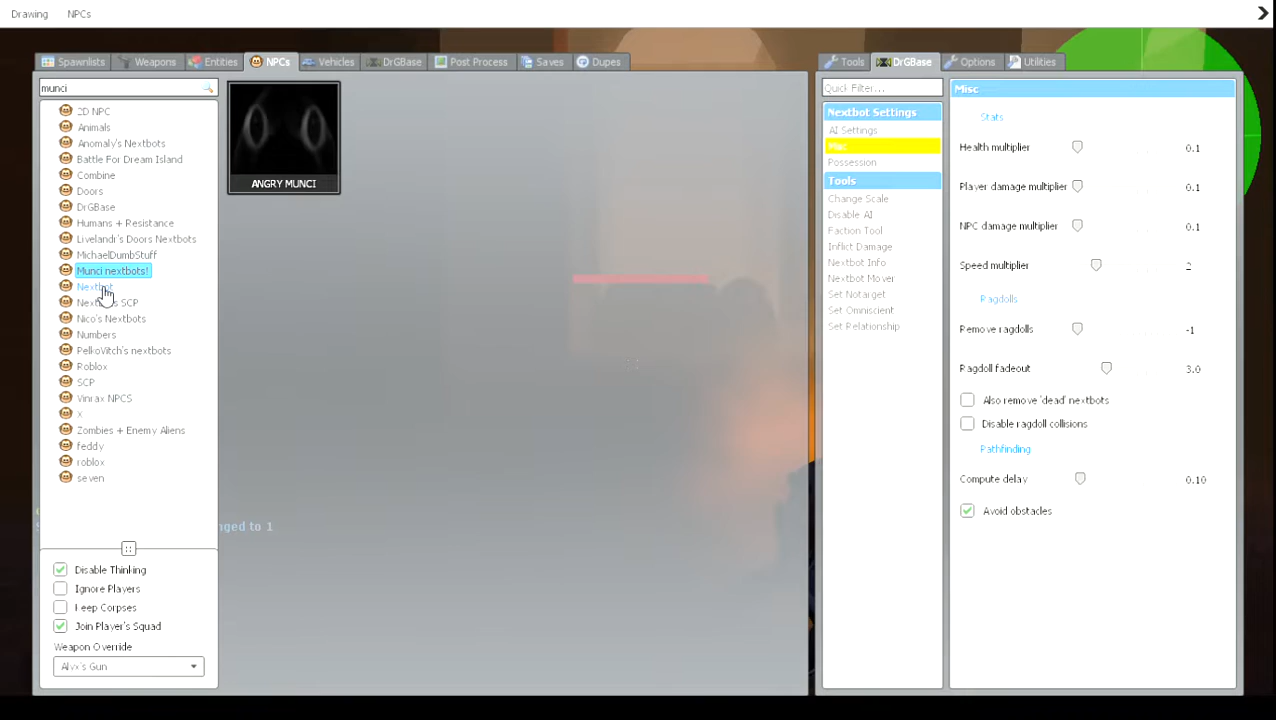 Drawing NPCs
Spawnlists Weapons Entities NPCs Vehicles DrGBase Post Process Saves Dupes
munci
2D NPC
Animals
Anomaly's Nextbots
Battle For Dream Island
Combine
Doors
DrGBase
Humans + Resistance
Livelandr's Doors Nextbots
MichaelDumbStuff
Munci nextbots!
Nextbot
SCP
Nico's Nextbots
Numbers
PelkoVitch's nextbots
Roblox
SCP
Vinrax NPCS
x
Zombies + Enemy Aliens
feddy
roblox
seven
Disable Thinking
Ignore Players
Keep Corpses
Join Player's Squad
Weapon Override
Alyx's Gun
ANGRY MUNCI
nged to 1
Tools DrGBase Options Utilities
Quick Filter...
Nextbot Settings
AI Settings
Misc
Possession
Tools
Change Scale
Disable AI
Faction Tool
Inflict Damage
Nextbot Info
Nextbot Mover
Set Notarget
Set Omniscient
Set Relationship
Misc
Stats
Health multiplier 0.1
Player damage multiplier 0.1
NPC damage multiplier 0.1
Speed multiplier 2
Ragdolls
Remove ragdolls -1
Ragdoll fadeout 3.0
Also remove 'dead' nextbots
Disable ragdoll collisions
Pathfinding
Compute delay 0.10
Avoid obstacles